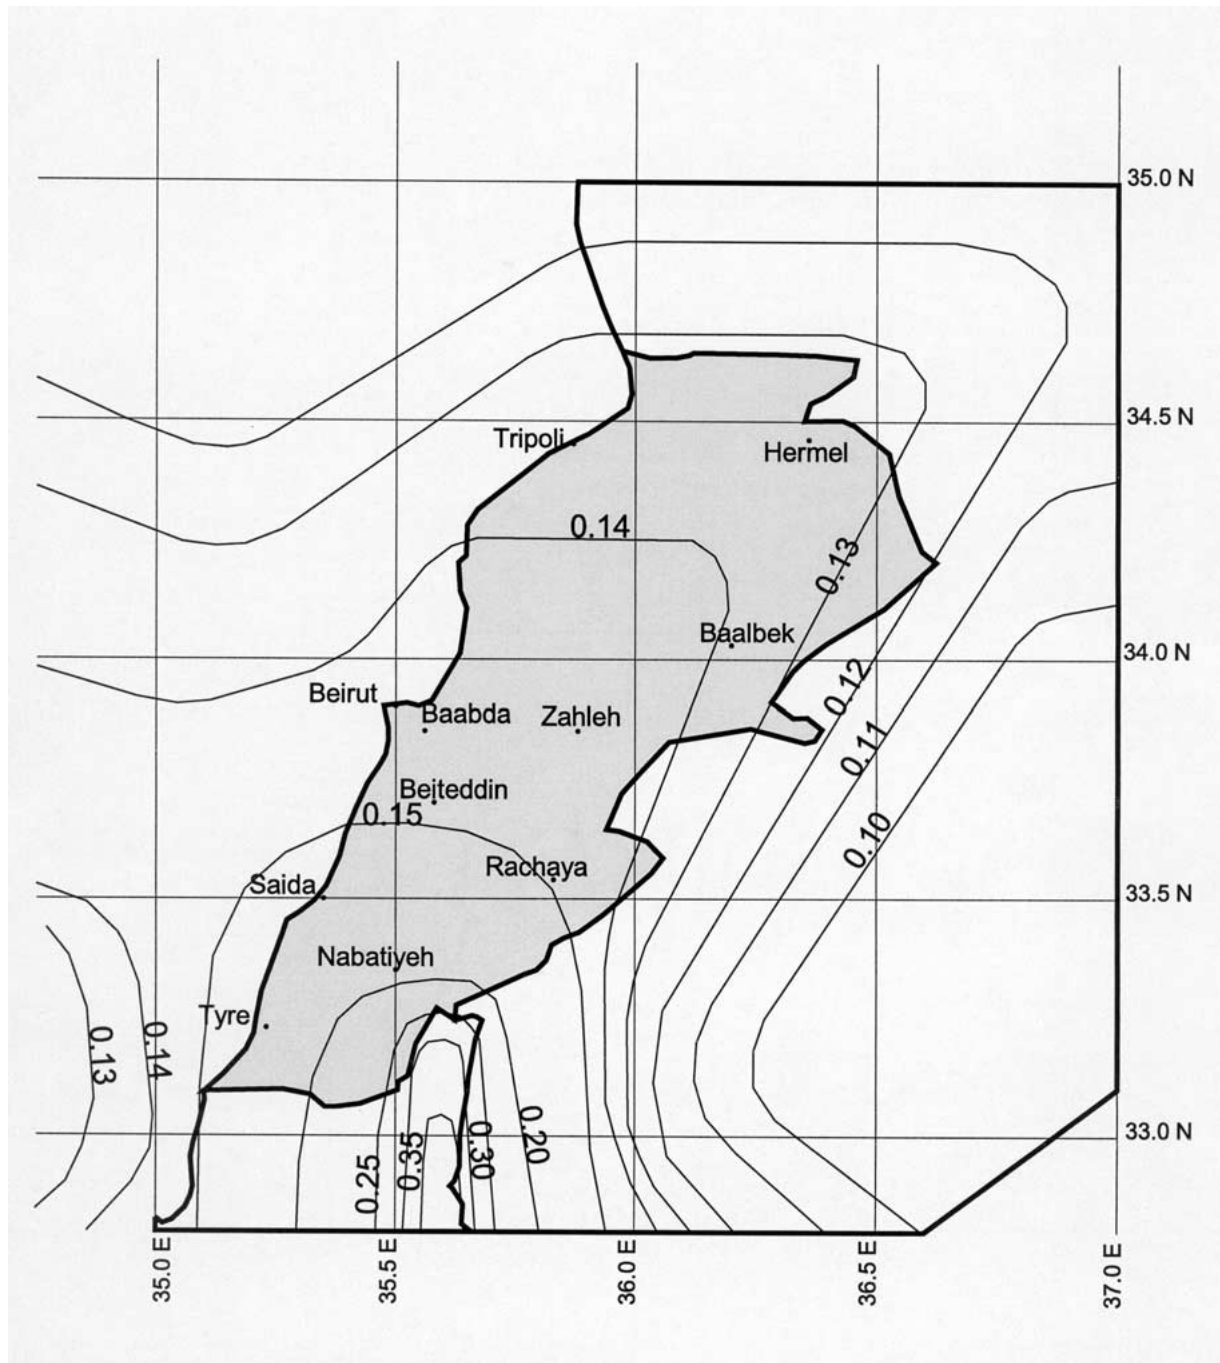 35.0 N
34.5 N
Tripoli
Hermel
0.14
0.13
Baalbek
34.0 N
0.12
Beirut
Baabda
Zahleh
0.11
Beiteddin
0.15
0.10
Rachaya
Saida
33.5 N
Nabatiyeh
Tyre
0.13
0.14
0.25
0.35
0.30
0.20
33.0 N
35.0 E
35.5 E
36.0 E
36.5 E
37.0 E